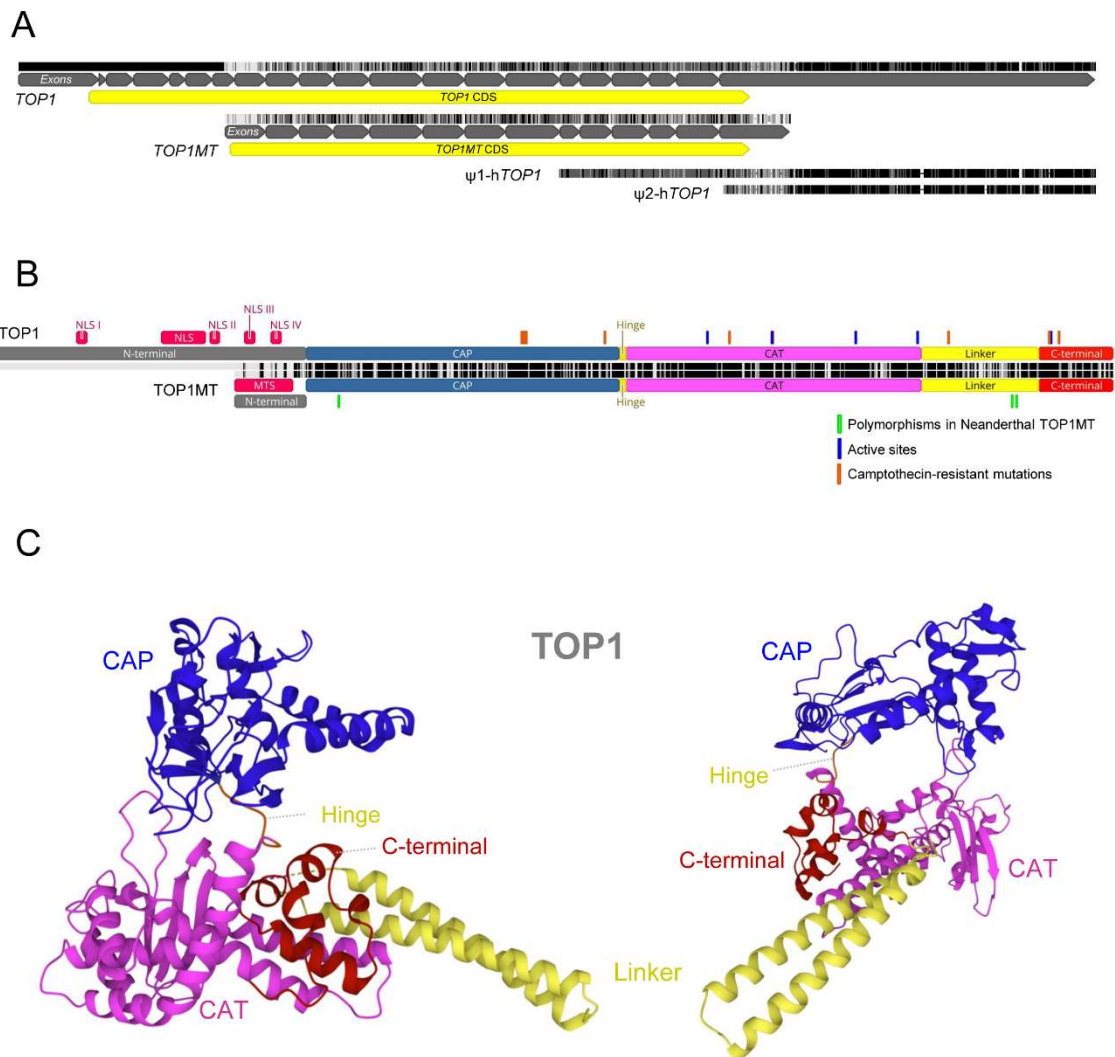 A
Exons
TOP1
TOP1 CDS
Exons
TOP1MT
TOP1MT CDS
ψ1-hTOP1
ψ2-hTOP1
B
NLS III
NLS I NLS II NLS IV
TOP1 NLS Hinge
N-terminal CAP CAT Linker C-terminal
TOP1MT MTS CAP CAT Linker C-terminal
N-terminal Hinge
Polymorphisms in Neanderthal TOP1MT
Active sites
Camptothecin-resistant mutations
C
TOP1
CAP CAP
Hinge Hinge
C-terminal C-terminal
CAT
Linker
CAT